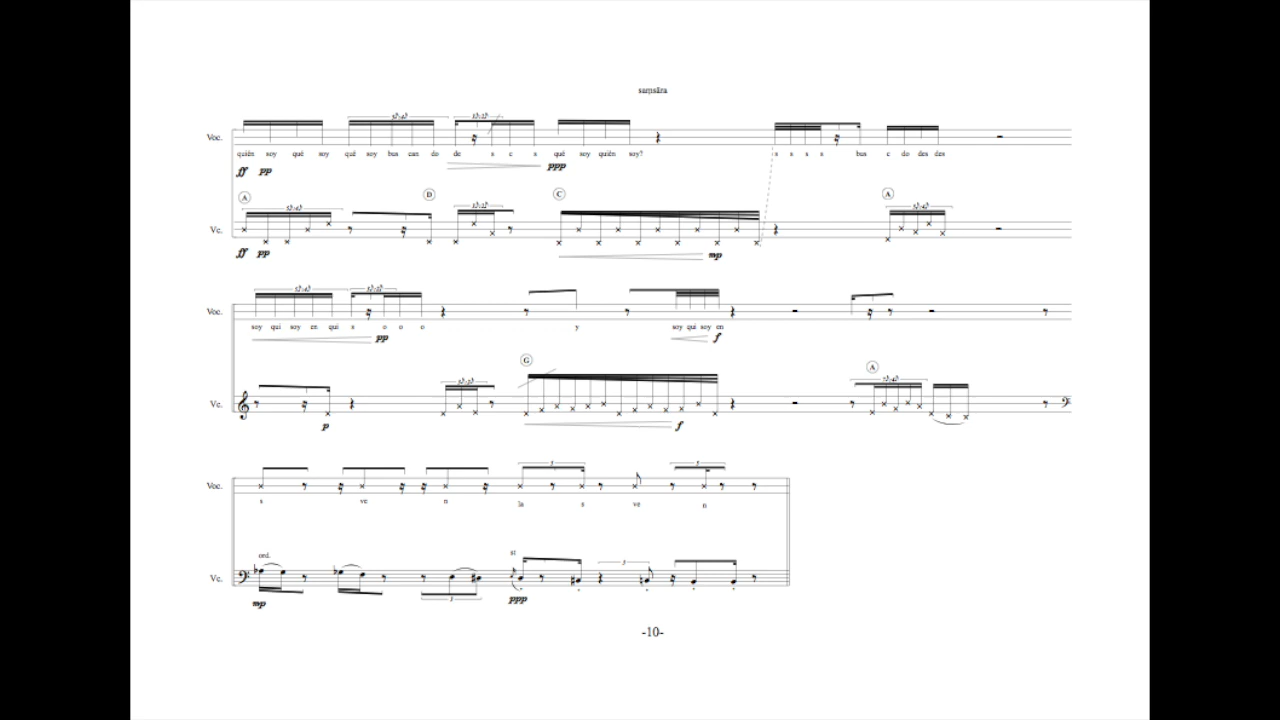 saṃsāra
Voc.
quién soy qué soy qué soy bus can do de s e s qué soy quién soy? s s s s bus c do des des
ff pp ppp
A D C A
Vc.
ff pp mp
Voc.
soy qui soy en qui s o o o y soy qui soy en
pp f
G A
Vc.
p f
Voc.
s ve n la s ve n
ord. st
Vc.
mp ppp
-10-